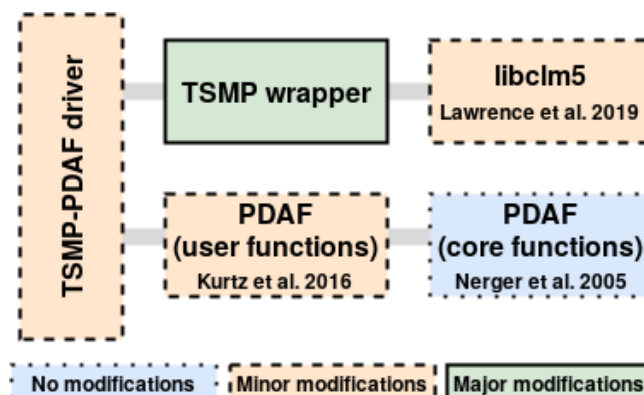 TSMP-PDAF driver
TSMP wrapper
libclm5
Lawrence et al. 2019
PDAF
(user functions)
Kurtz et al. 2016
PDAF
(core functions)
Nerger et al. 2005
No modifications
Minor modifications
Major modifications